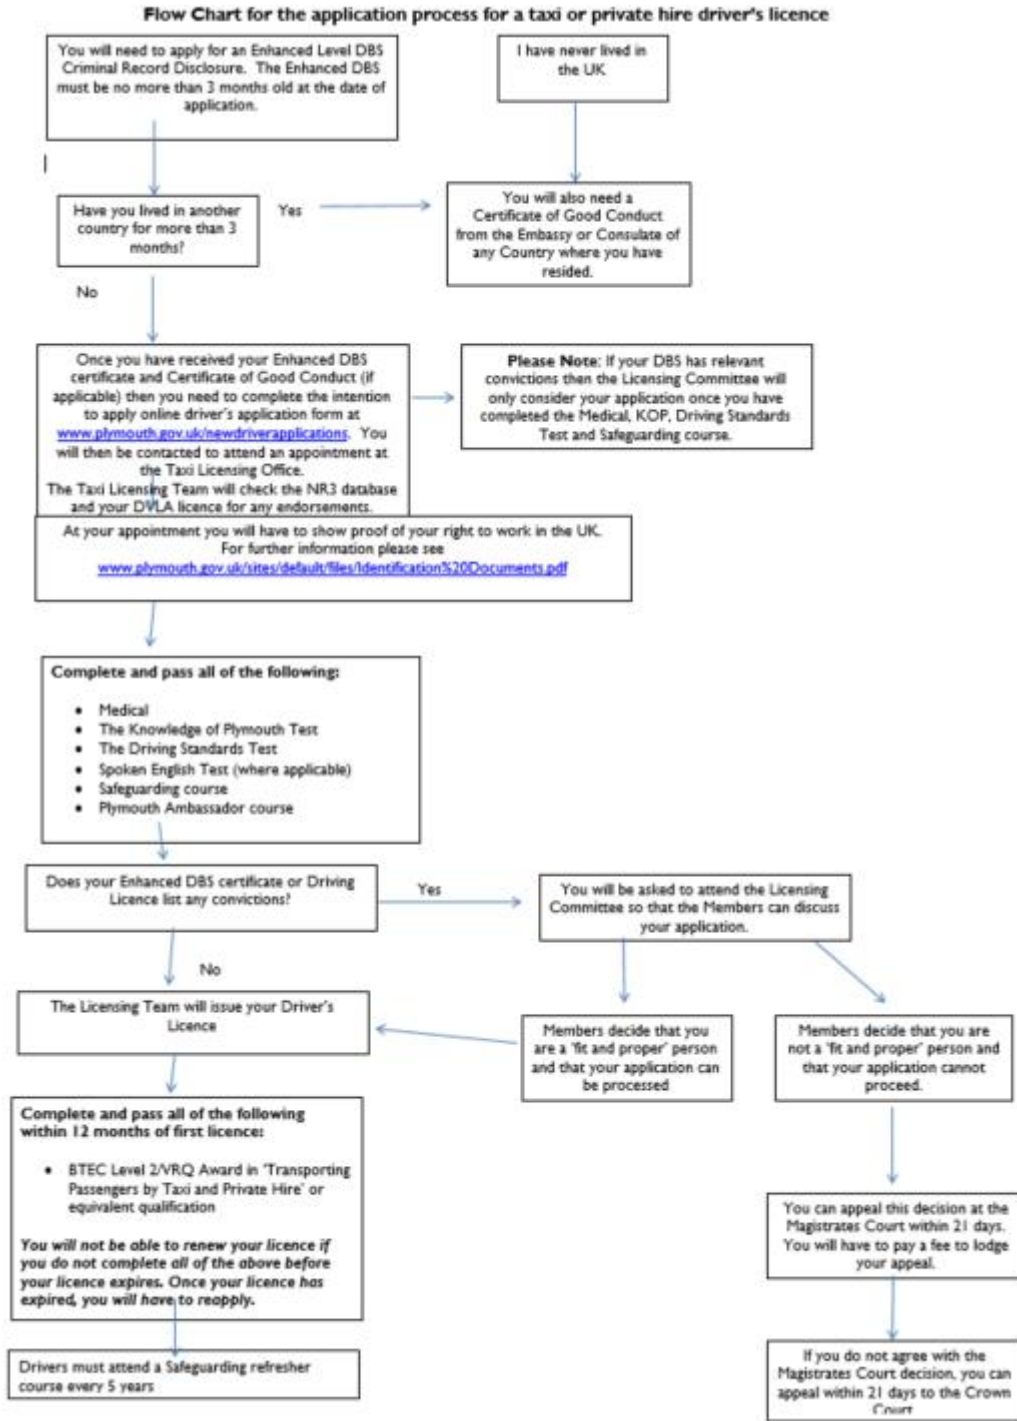 Flow Chart for the application process for a taxi or private hire driver's licence
You will need to apply for an Enhanced Level DBS
Criminal Record Disclosure. The Enhanced DBS
must be no more than 3 months old at the date of
application.
I have never lived in
the UK
Have you lived in another
country for more than 3
months?
Yes
You will also need a
Certificate of Good Conduct
from the Embassy or Consulate of
any Country where you have
resided.
No
Once you have received your Enhanced DBS
certificate and Certificate of Good Conduct (if
applicable) then you need to complete the intention
to apply online driver's application form at
www.plymouth.gov.uk/newdriverapplications. You
will then be contacted to attend an appointment at
the Taxi Licensing Office.
The Taxi Licensing Team will check the NR3 database
and your DVLA licence for any endorsements.
Please Note: If your DBS has relevant
convictions then the Licensing Committee will
only consider your application once you have
completed the Medical, KOP, Driving Standards
Test and Safeguarding course.
At your appointment you will have to show proof of your right to work in the UK.
For further information please see
www.plymouth.gov.uk/sites/default/files/Identification%20Documents.pdf
Complete and pass all of the following:
• Medical
• The Knowledge of Plymouth Test
• The Driving Standards Test
• Spoken English Test (where applicable)
• Safeguarding course
• Plymouth Ambassador course
Does your Enhanced DBS certificate or Driving
Licence list any convictions?
Yes
You will be asked to attend the Licensing
Committee so that the Members can discuss
your application.
No
The Licensing Team will issue your Driver's
Licence
Members decide that you
are a 'fit and proper' person
and that your application can
be processed
Members decide that you are
not a 'fit and proper' person and
that your application cannot
proceed.
Complete and pass all of the following
within 12 months of first licence:
• BTEC Level 2/VRQ Award in 'Transporting
Passengers by Taxi and Private Hire' or
equivalent qualification
You will not be able to renew your licence if
you do not complete all of the above before
your licence expires. Once your licence has
expired, you will have to reapply.
You can appeal this decision at the
Magistrates Court within 21 days.
You will have to pay a fee to lodge
your appeal.
Drivers must attend a Safeguarding refresher
course every 5 years
If you do not agree with the
Magistrates Court decision, you can
appeal within 21 days to the Crown
Court